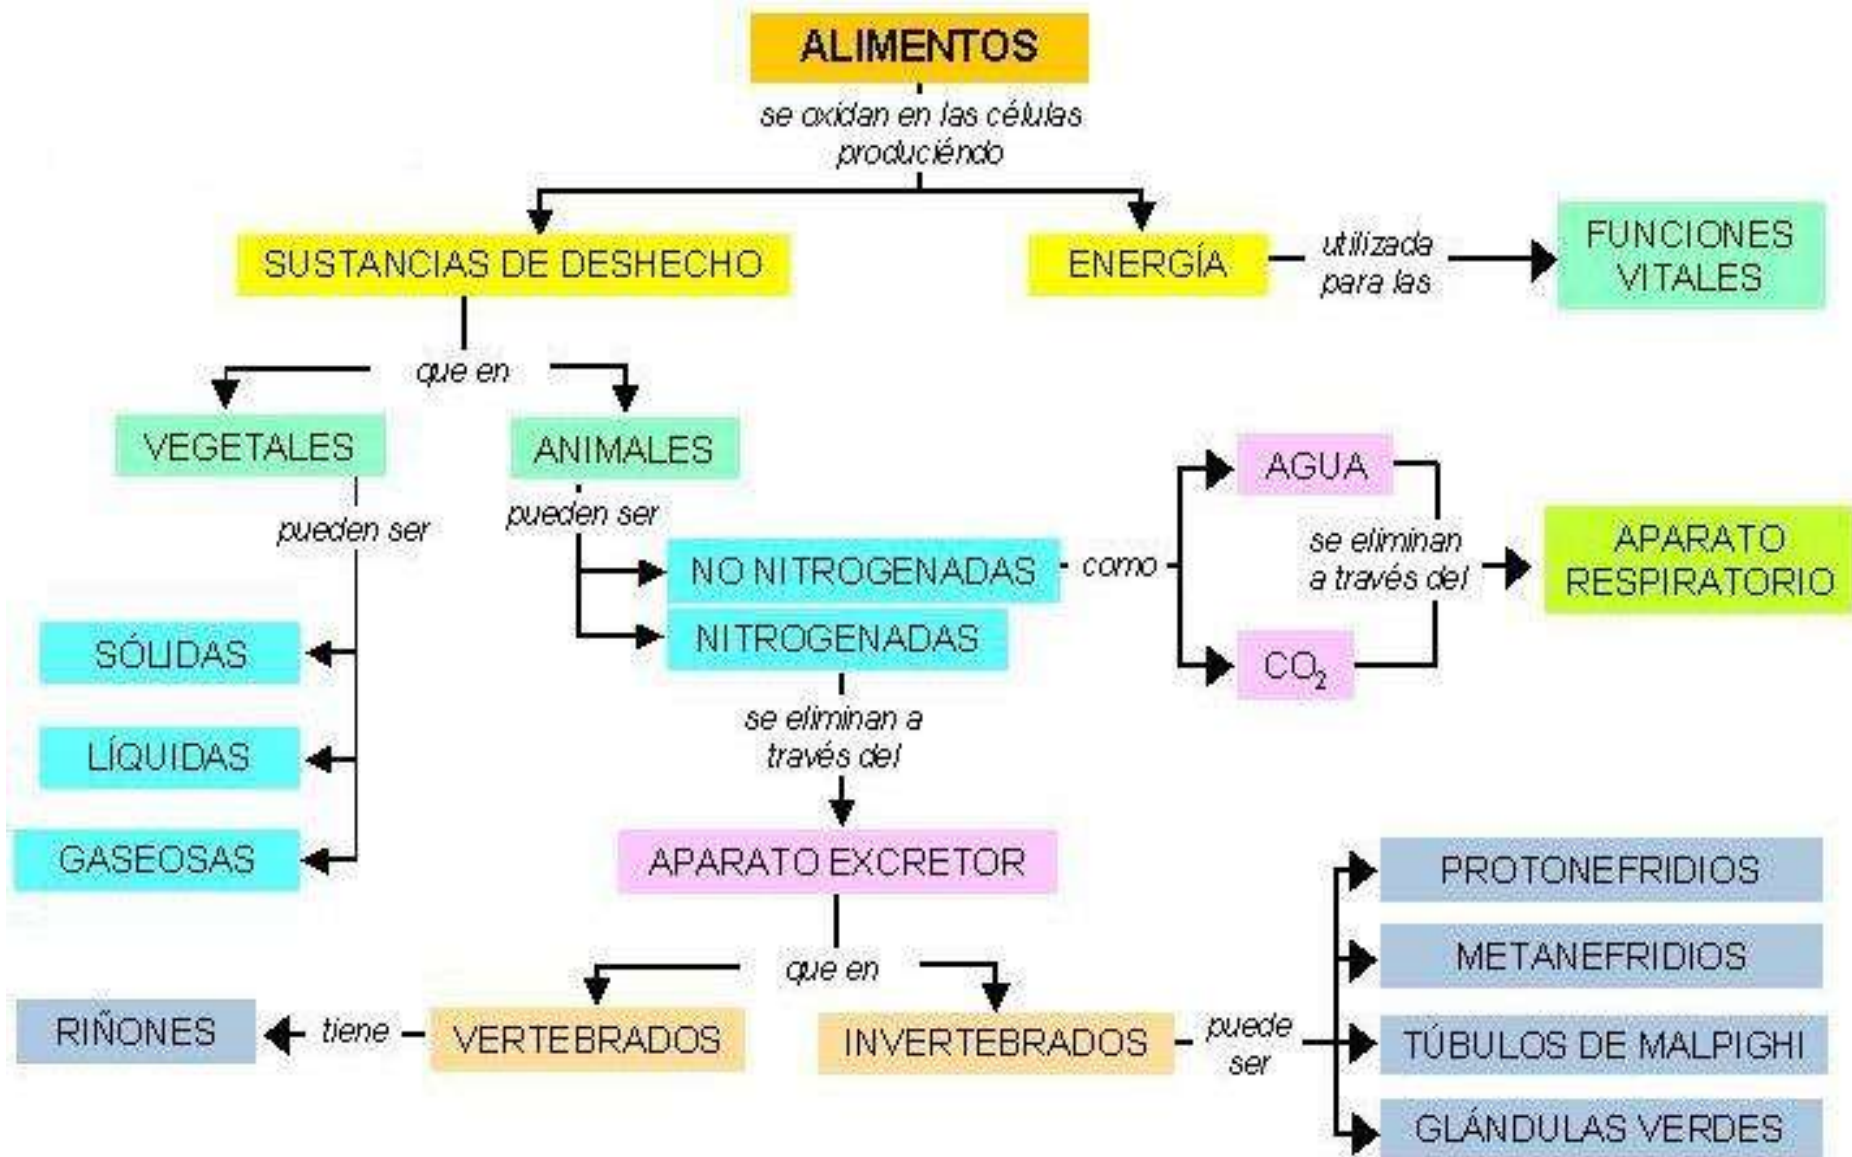 ALIMENTOS
se oxidan en las células
produciéndo
SUSTANCIAS DE DESHECHO
ENERGÍA
utilizada
para las
FUNCIONES
VITALES
que en
VEGETALES
ANIMALES
pueden ser
pueden ser
SÓLIDAS
LÍQUIDAS
GASEOSAS
NO NITROGENADAS
NITROGENADAS
como
AGUA
CO₂
se eliminan
a través del
APARATO
RESPIRATORIO
se eliminan a
través del
APARATO EXCRETOR
que en
VERTEBRADOS
tiene
RIÑONES
INVERTEBRADOS
puede
ser
PROTONEFRIDIOS
METANEFRIDIOS
TÚBULOS DE MALPIGHI
GLÁNDULAS VERDES